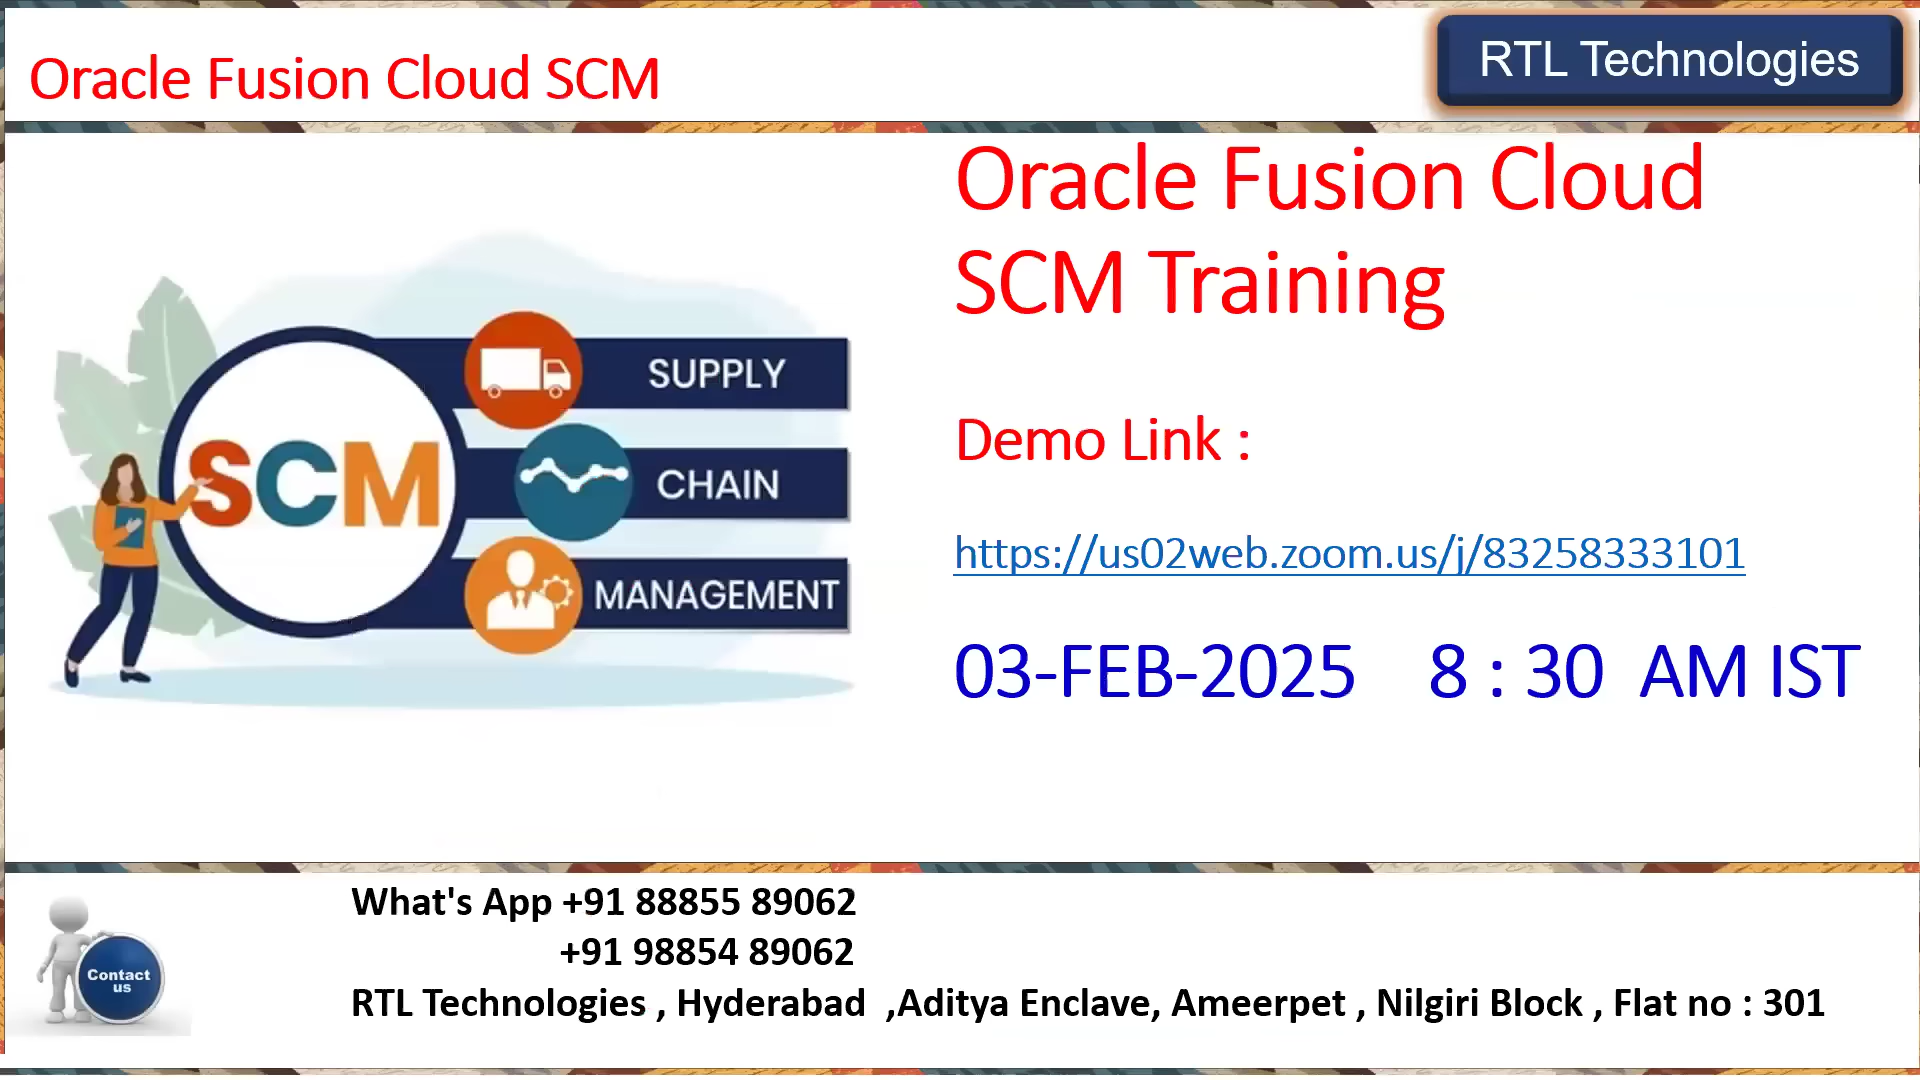 Oracle Fusion Cloud SCM
RTL Technologies
SCM
SUPPLY
CHAIN
MANAGEMENT
Oracle Fusion Cloud
SCM Training
Demo Link :
https://us02web.zoom.us/j/83258333101
03-FEB-2025 8 : 30 AM IST
Contact
us
What's App +91 88855 89062
+91 98854 89062
RTL Technologies , Hyderabad ,Aditya Enclave, Ameerpet , Nilgiri Block , Flat no : 301